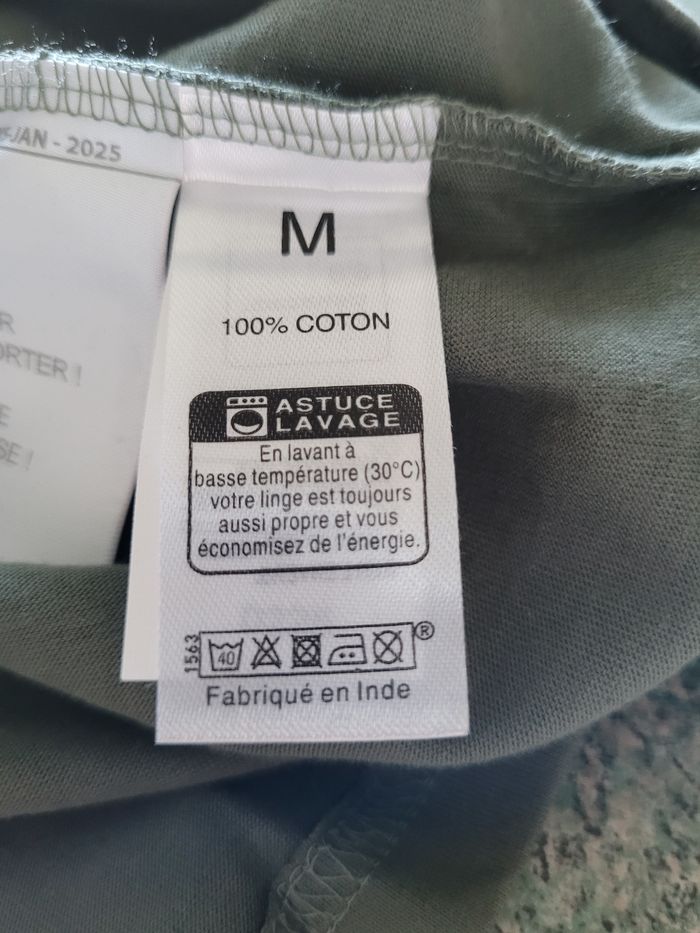 JAN - 2025
M
100% COTON
ASTUCE
LAVAGE
En lavant à
basse température (30°C)
votre linge est toujours
aussi propre et vous
économisez de l'énergie.
1563
40
®
Fabriqué en Inde